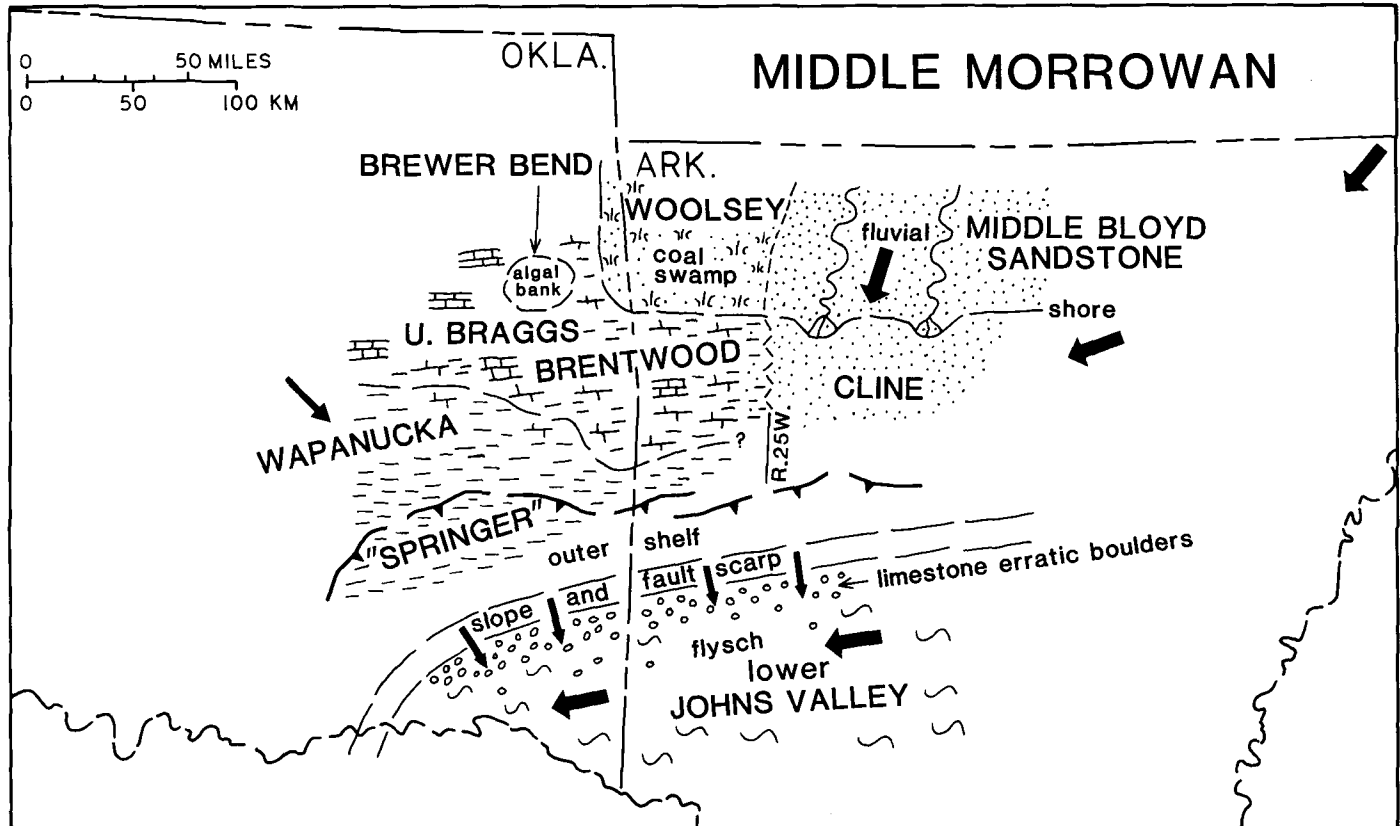 MIDDLE MORROWAN
OKLA.
0 50 MILES
0 50 100 KM
ARK.
BREWER BEND
WOOLSEY
coal
swamp
fluvial
MIDDLE BLOYD
SANDSTONE
algal
bank
shore
U. BRAGGS
BRENTWOOD
CLINE
WAPANUCKA
?
R.25W
"SPRINGER"
outer shelf
slope and fault scarp
limestone erratic boulders
flysch
lower
JOHNS VALLEY